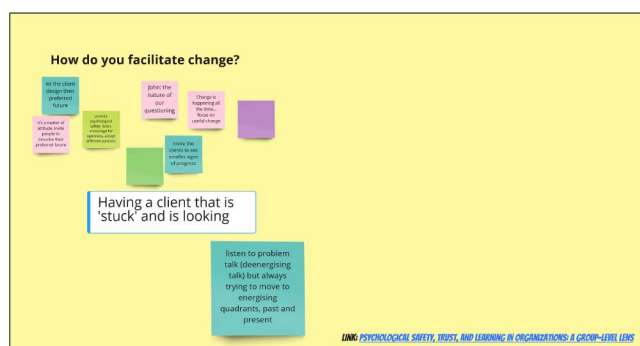 How do you facilitate change?
let the client
design their
preferred
future
John: the
nature of
our
questioning
Change is
happening all
the time...
focus on
useful change
It's a matter of
attitude. Invite
people to
describe their
preferred future
psychological
safety
different opinions
Invite the
clients to see
smalles signs
of progress
Having a client that is
'stuck' and is looking
listen to problem
talk (deenergising
talk) but always
trying to move to
energising
quadrants, past and
present
LINK: PSYCHOLOGICAL SAFETY, TRUST, AND LEARNING IN ORGANIZATIONS: A GROUP-LEVEL LENS